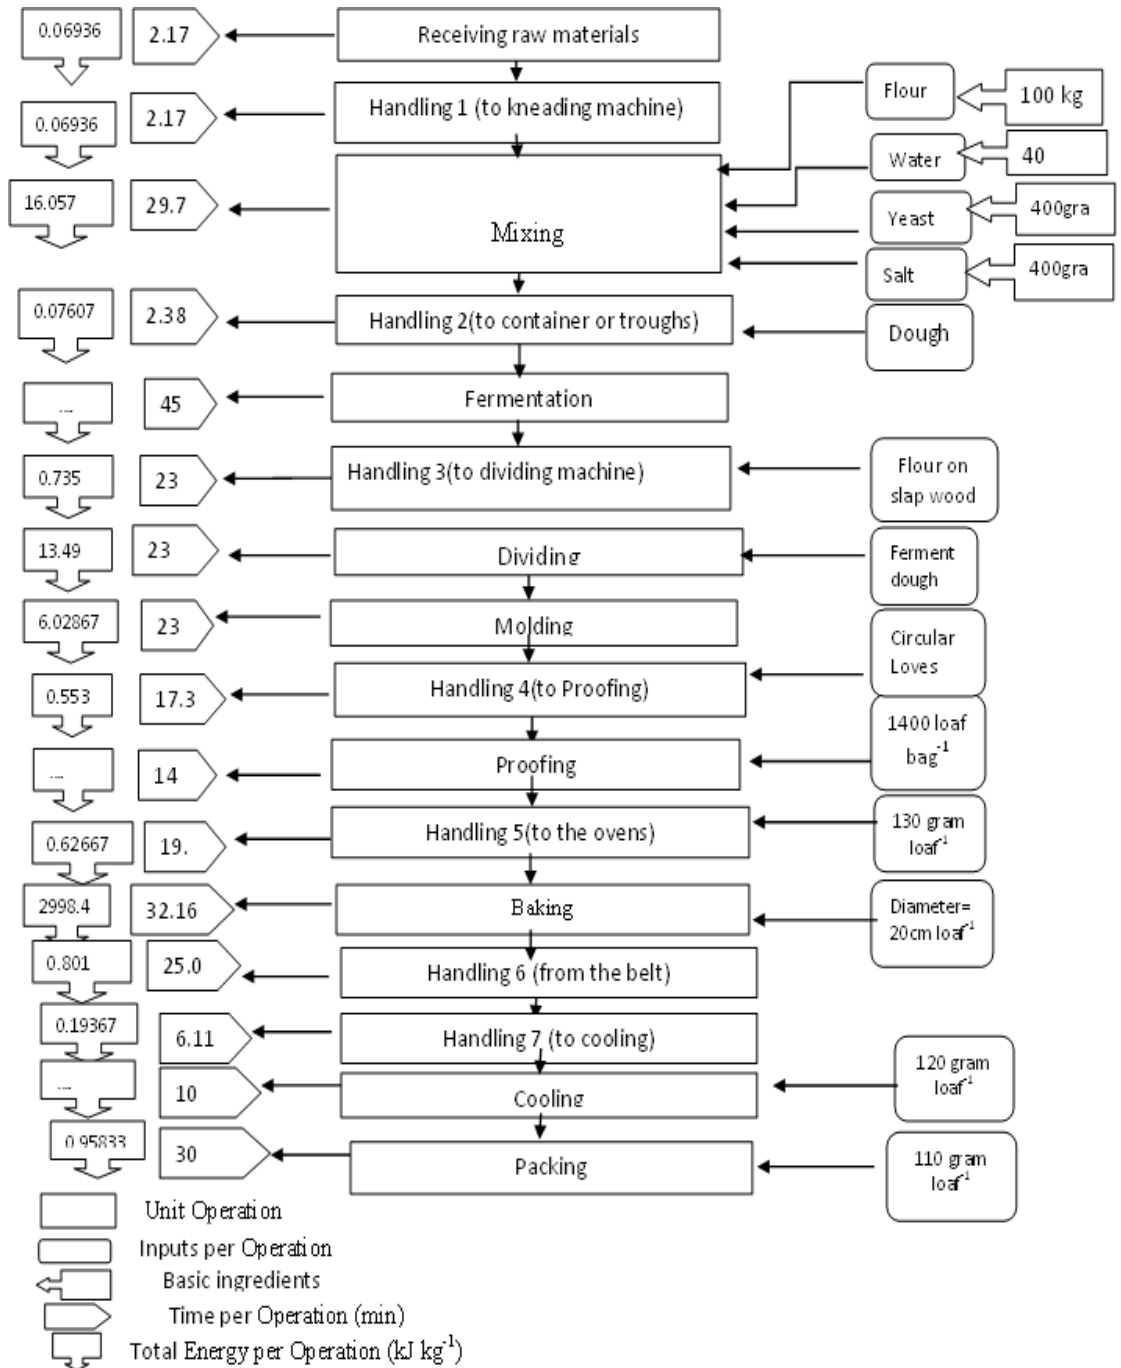 0.06936
2.17
Receiving raw materials
0.06936
2.17
Handling 1 (to kneading machine)
Flour
100 kg
Water
40
16.057
29.7
Mixing
Yeast
400gra
Salt
400gra
0.07607
2.38
Handling 2(to container or troughs)
Dough
....
45
Fermentation
0.735
23
Handling 3(to dividing machine)
Flour on
slap wood
13.49
23
Dividing
Ferment
dough
6.02867
23
Molding
Circular
Loves
0.553
17.3
Handling 4(to Proofing)
1400 loaf
bag-1
....
14
Proofing
0.62667
19.
Handling 5(to the ovens)
130 gram
loaf-1
2998.4
32.16
Baking
Diameter=
20cm loaf-1
0.801
25.0
Handling 6 (from the belt)
0.19367
6.11
Handling 7 (to cooling)
....
10
Cooling
120 gram
loaf-1
0.95833
30
Packing
110 gram
loaf-1
Unit Operation
Inputs per Operation
Basic ingredients
Time per Operation (min)
Total Energy per Operation (kJ kg-1)